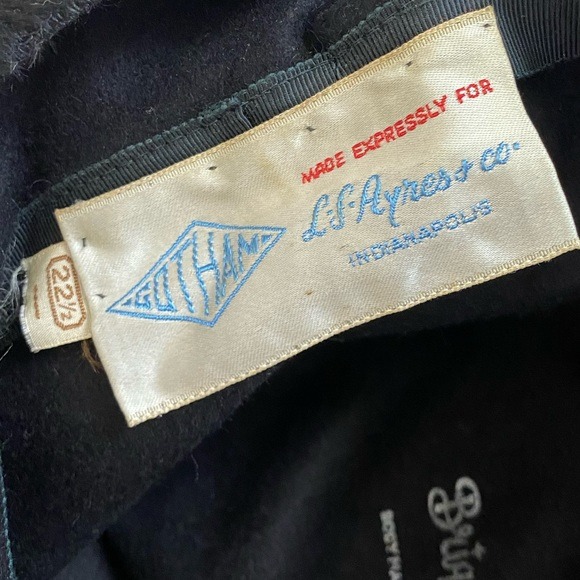 MADE EXPRESSLY FOR
L.S. Ayres + CO.
INDIANAPOLIS
GOTHAM
22½